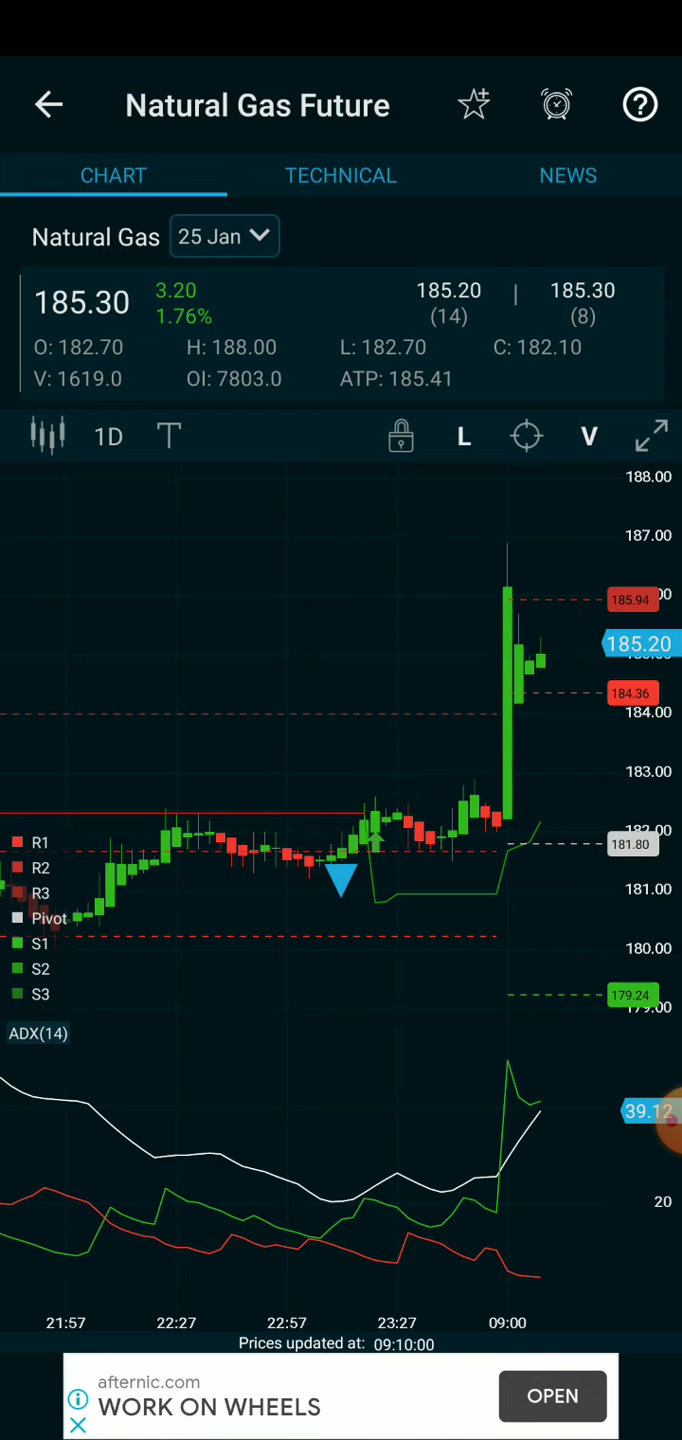 Natural Gas Future
CHART TECHNICAL NEWS
Natural Gas 25 Jan
185.30 3.20 1.76% 185.20 (14) | 185.30 (8)
O: 182.70 H: 188.00 L: 182.70 C: 182.10
V: 1619.0 OI: 7803.0 ATP: 185.41
1D T L V
188.00
187.00
185.94
185.20
184.36
184.00
183.00
R1
181.80
R2
R3
181.00
Pivot
S1
180.00
S2
S3
179.24
179.00
ADX(14)
39.12
20
21:57 22:27 22:57 23:27 09:00
Prices updated at: 09:10:00
afternic.com
WORK ON WHEELS
OPEN